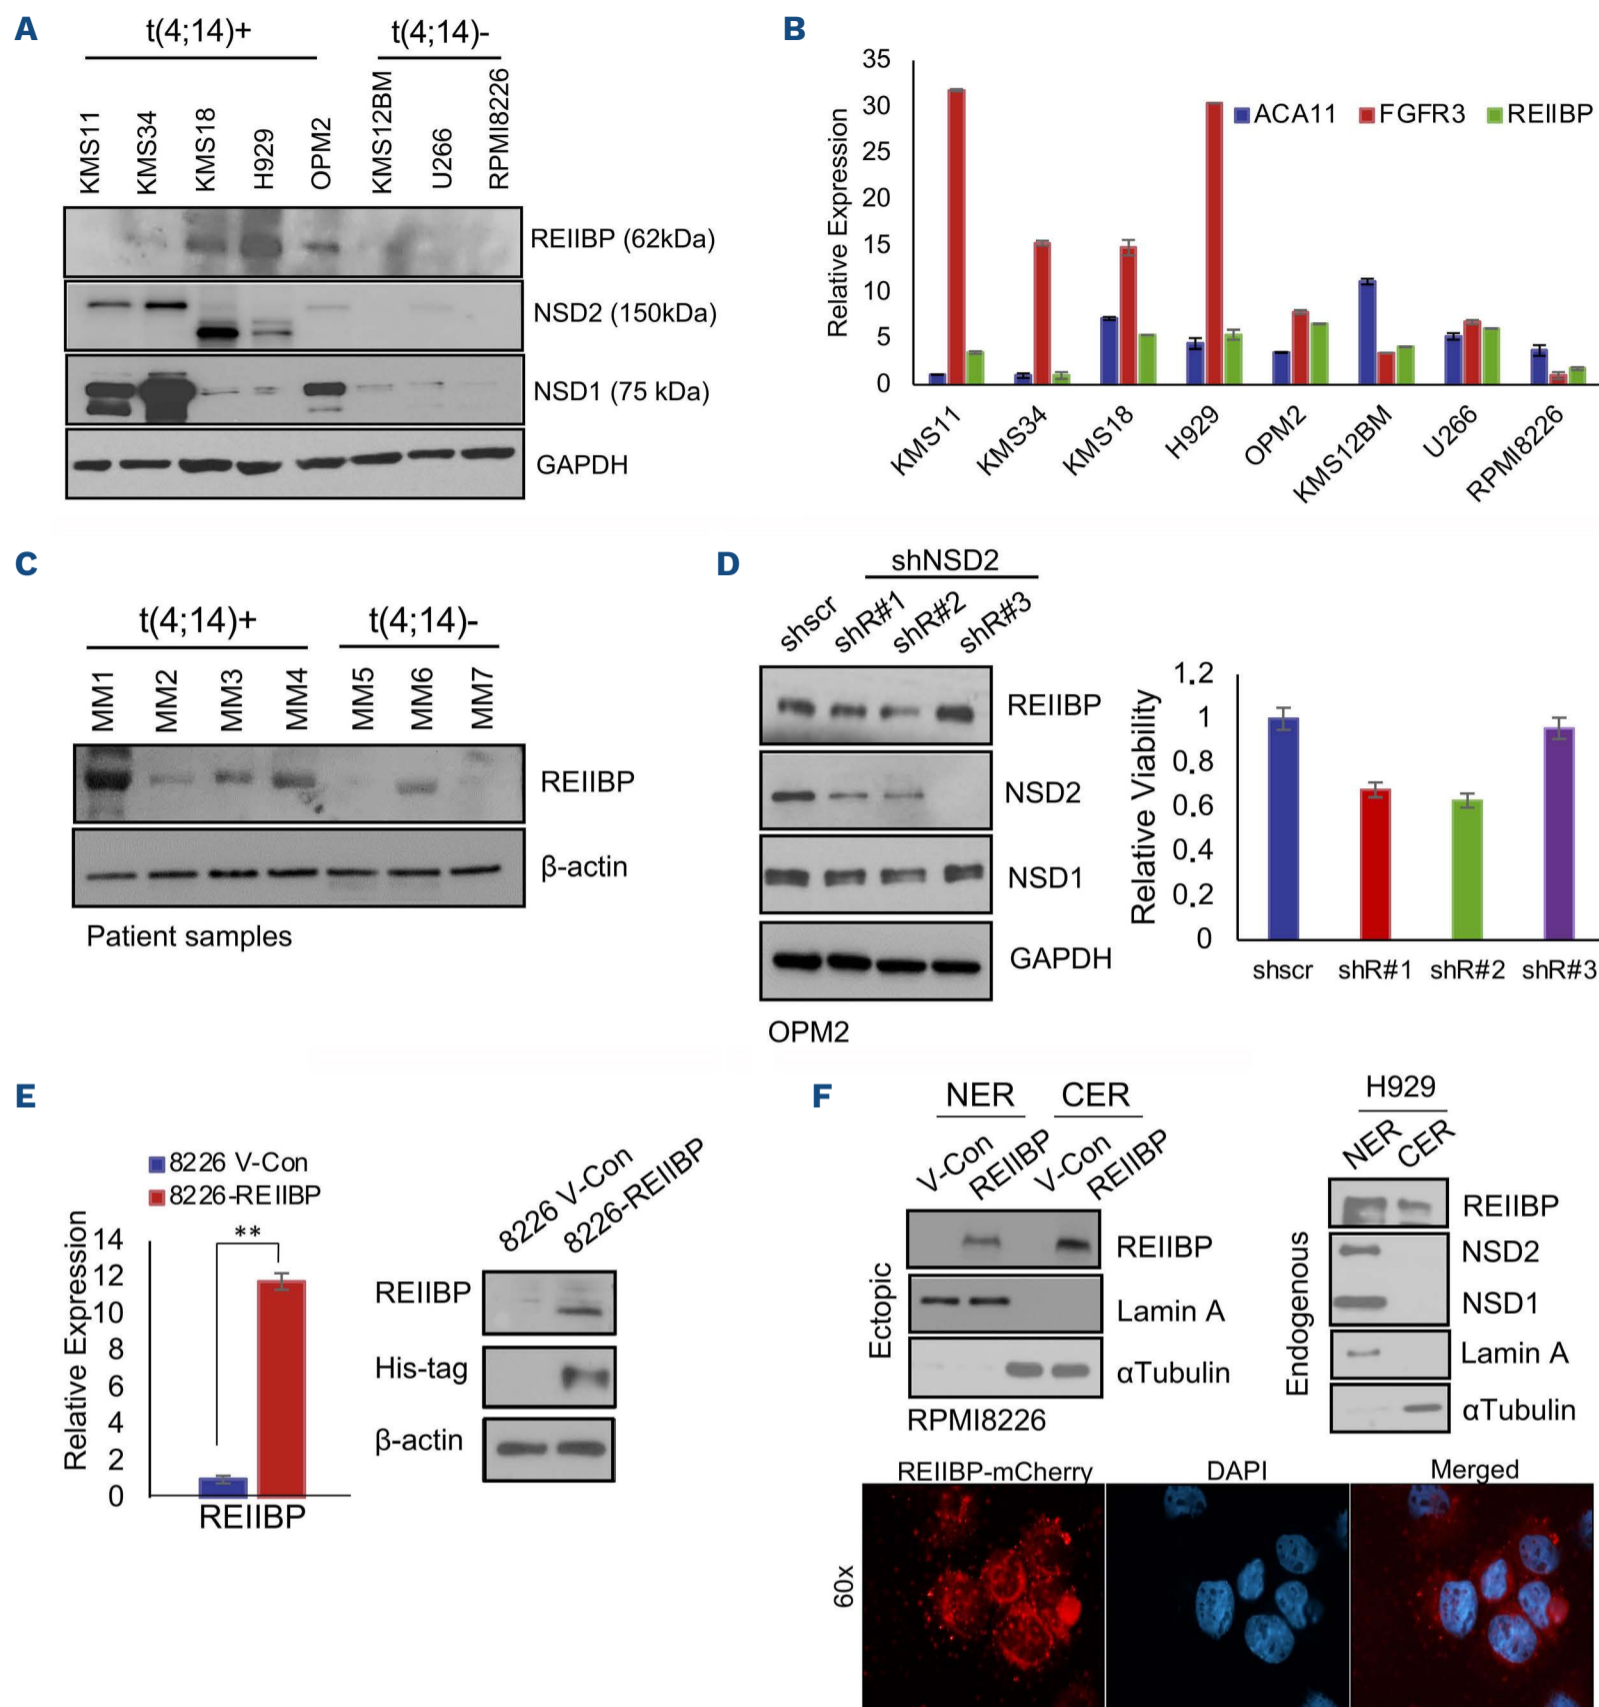 A
t(4;14)+ t(4;14)-
KMS11 KMS34 KMS18 H929 OPM2 KMS12BM U266 RPMI8226
REIIBP (62kDa)
NSD2 (150kDa)
NSD1 (75 kDa)
GAPDH
B
35
30
25
20
15
10
5
0
Relative Expression
ACA11 FGFR3 REIIBP
KMS11 KMS34 KMS18 H929 OPM2 KMS12BM U266 RPMI8226
C
t(4;14)+ t(4;14)-
MM1 MM2 MM3 MM4 MM5 MM6 MM7
REIIBP
β-actin
Patient samples
D
shNSD2
shscr shR#1 shR#2 shR#3
REIIBP
NSD2
NSD1
GAPDH
OPM2
Relative Viability
1.2
1
0.8
0.6
0.4
0.2
0
shscr shR#1 shR#2 shR#3
E
8226 V-Con
8226-REIIBP
**
Relative Expression
14
12
10
8
6
4
2
0
REIIBP
8226 V-Con 8226-REIIBP
REIIBP
His-tag
β-actin
F
NER CER
V-Con REIIBP V-Con REIIBP
Ectopic
REIIBP
Lamin A
αTubulin
RPMI8226
H929
NER CER
Endogenous
REIIBP
NSD2
NSD1
Lamin A
αTubulin
REIIBP-mCherry DAPI Merged
60x